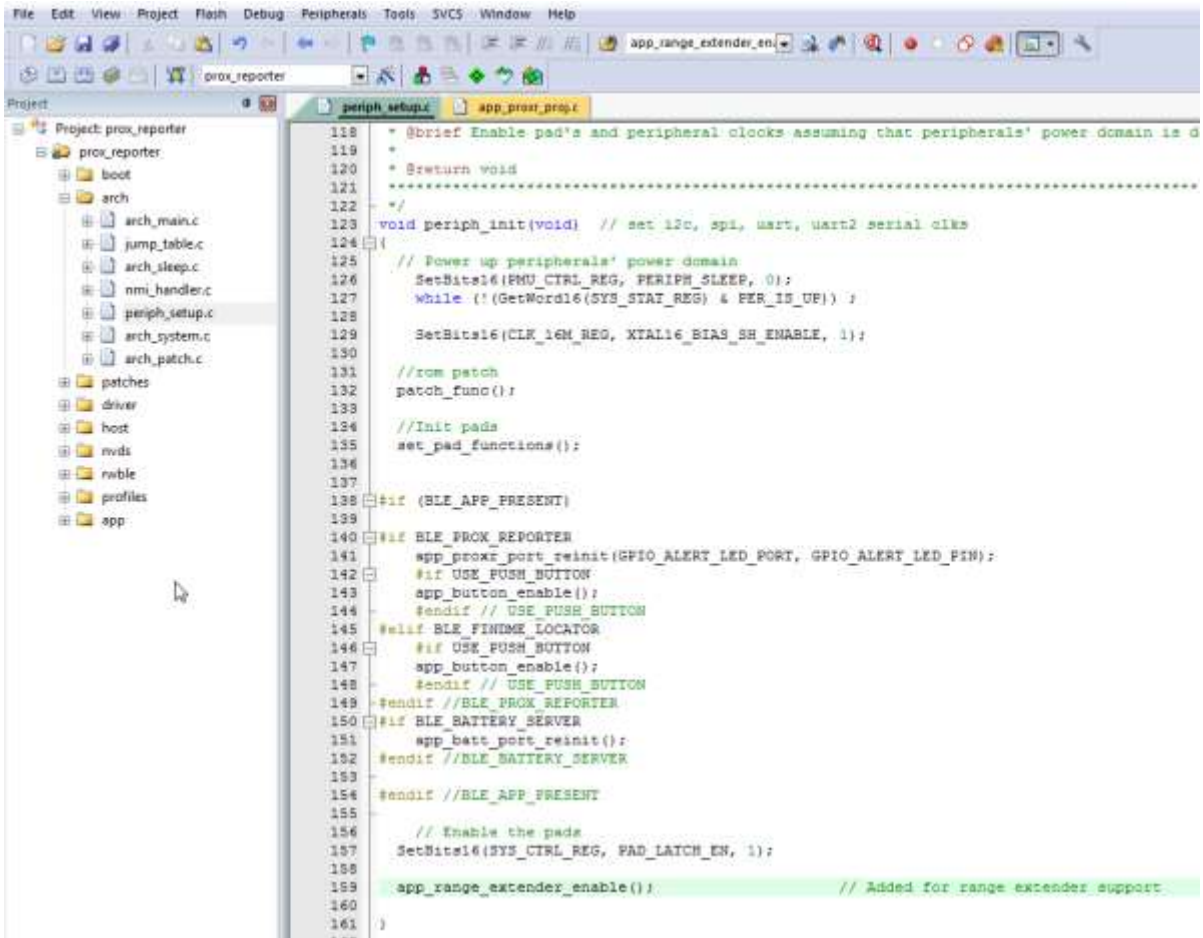 File Edit View Project Flash Debug Peripherals Tools SVCS Window Help
app_range_extender_en
prox_reporter
Project
periph_setup.c
app_proxr_proj.c
Project: prox_reporter
prox_reporter
boot
arch
arch_main.c
jump_table.c
arch_sleep.c
nmi_handler.c
periph_setup.c
arch_system.c
arch_patch.c
patches
driver
host
nvds
rwble
profiles
app
118 * @brief Enable pad's and peripheral clocks assuming that peripherals' power domain is d
119 *
120 * @return void
121 ****************************************************************************************
122 */
123 void periph_init(void) // set i2c, spi, uart, uart2 serial clks
124 {
125 // Power up peripherals' power domain
126 SetBits16(PMU_CTRL_REG, PERIPH_SLEEP, 0);
127 while (!(GetWord16(SYS_STAT_REG) & PER_IS_UP)) ;
128
129 SetBits16(CLK_16M_REG, XTAL16_BIAS_SH_ENABLE, 1);
130
131 //rom patch
132 patch_func();
133
134 //Init pads
135 set_pad_functions();
136
137
138 #if (BLE_APP_PRESENT)
139
140 #if BLE_PROX_REPORTER
141 app_proxr_port_reinit(GPIO_ALERT_LED_PORT, GPIO_ALERT_LED_PIN);
142 #if USE_PUSH_BUTTON
143 app_button_enable();
144 #endif // USE_PUSH_BUTTON
145 #elif BLE_FINDME_LOCATOR
146 #if USE_PUSH_BUTTON
147 app_button_enable();
148 #endif // USE_PUSH_BUTTON
149 #endif //BLE_PROX_REPORTER
150 #if BLE_BATTERY_SERVER
151 app_batt_port_reinit();
152 #endif //BLE_BATTERY_SERVER
153
154 #endif //BLE_APP_PRESENT
155
156 // Enable the pads
157 SetBits16(SYS_CTRL_REG, PAD_LATCH_EN, 1);
158
159 app_range_extender_enable(); // Added for range extender support
160
161 }